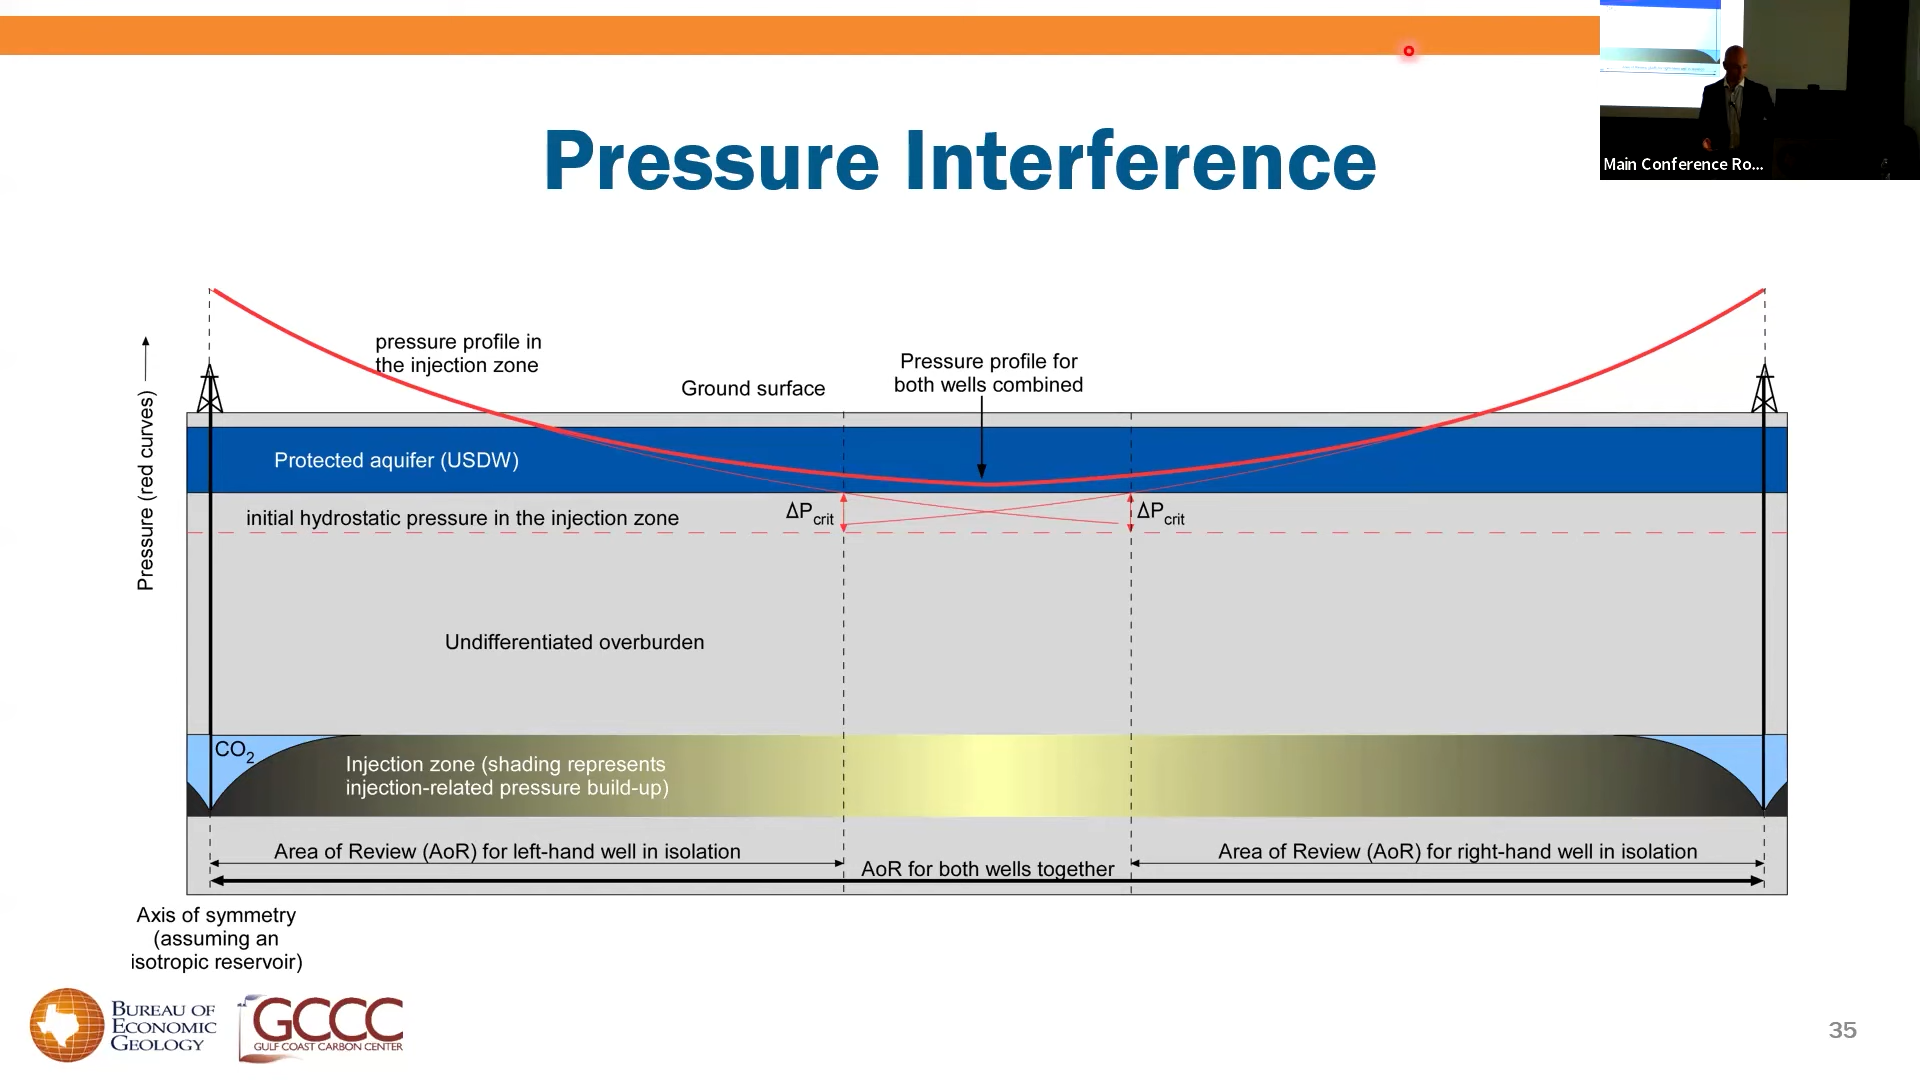 Main Conference Ro...
Pressure Interference
pressure profile in
the injection zone
Pressure profile for
both wells combined
Ground surface
Pressure (red curves)
Protected aquifer (USDW)
initial hydrostatic pressure in the injection zone
ΔPcrit
ΔPcrit
Undifferentiated overburden
CO2
Injection zone (shading represents
injection-related pressure build-up)
Area of Review (AoR) for left-hand well in isolation
AoR for both wells together
Area of Review (AoR) for right-hand well in isolation
Axis of symmetry
(assuming an
isotropic reservoir)
BUREAU OF
ECONOMIC
GEOLOGY
GCCC
GULF COAST CARBON CENTER
35